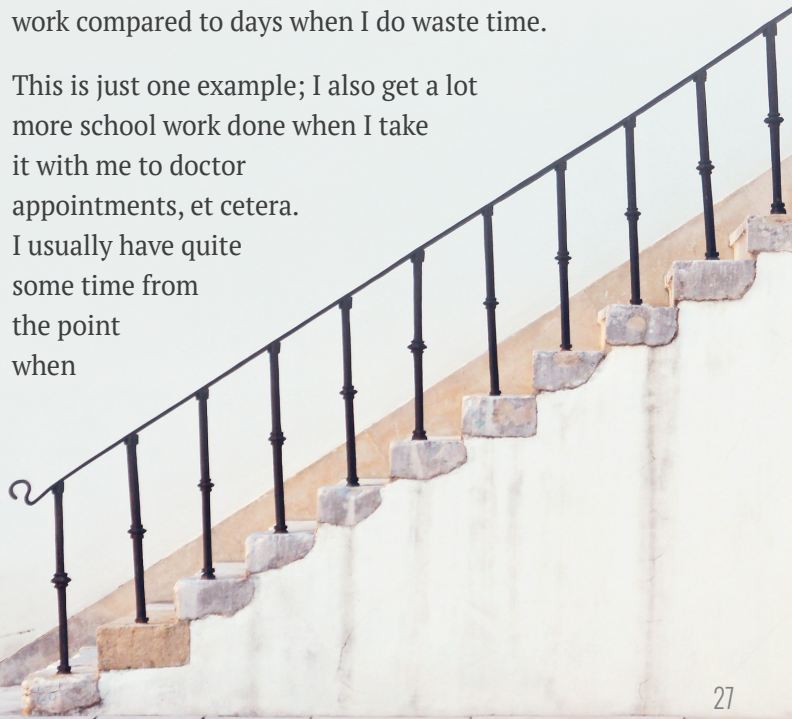 work compared to days when I do waste time.
This is just one example; I also get a lot
more school work done when I take
it with me to doctor
appointments, et cetera.
I usually have quite
some time from
the point
when
27